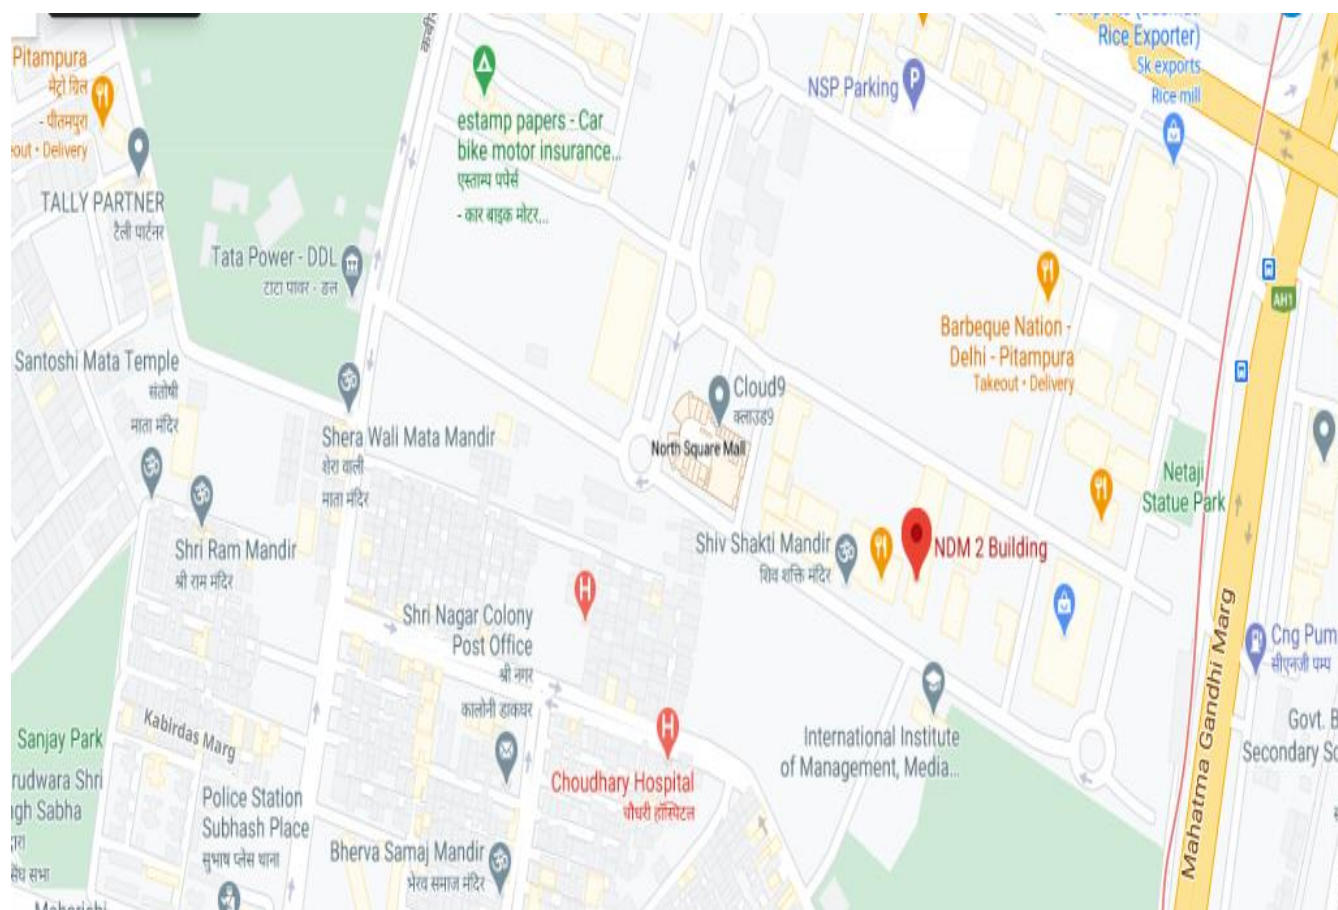 Pitampura
मेट्रो ग्रिल
- पीतमपुरा
out • Delivery
TALLY PARTNER
टैली पार्टनर
estamp papers - Car
bike motor insurance...
एस्ताम्प पपेर्स
- कार बाइक मोटर...
NSP Parking
P
Rice Exporter)
Sk exports
Rice mill
AH1
Tata Power - DDL
टाटा पावर - डल
Santoshi Mata Temple
संतोषी
माता मंदिर
Shera Wali Mata Mandir
शेरा वाली
माता मंदिर
Shri Ram Mandir
श्री राम मंदिर
Cloud9
क्लाउड9
North Square Mall
Barbeque Nation -
Delhi - Pitampura
Takeout • Delivery
Netaji
Statue Park
Shiv Shakti Mandir
शिव शक्ति मंदिर
NDM 2 Building
H
Shri Nagar Colony
Post Office
श्री नगर
कालोनी डाकघर
International Institute
of Management, Media...
H
Choudhary Hospital
चौधरी हॉस्पिटल
Mahatma Gandhi Marg
Cng Pum
सीएनजी पम्प
Govt. B
Secondary Sc
Kabirdas Marg
Sanjay Park
rudwara Shri
gh Sabha
सिंघ सभा
Police Station
Subhash Place
सुभाष प्लेस थाना
Bherva Samaj Mandir
भेरव समाज मंदिर